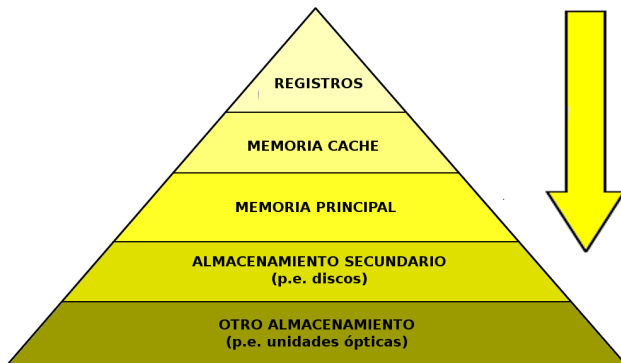 REGISTROS
MEMORIA CACHE
MEMORIA PRINCIPAL
ALMACENAMIENTO SECUNDARIO
(p.e. discos)
OTRO ALMACENAMIENTO
(p.e. unidades ópticas)